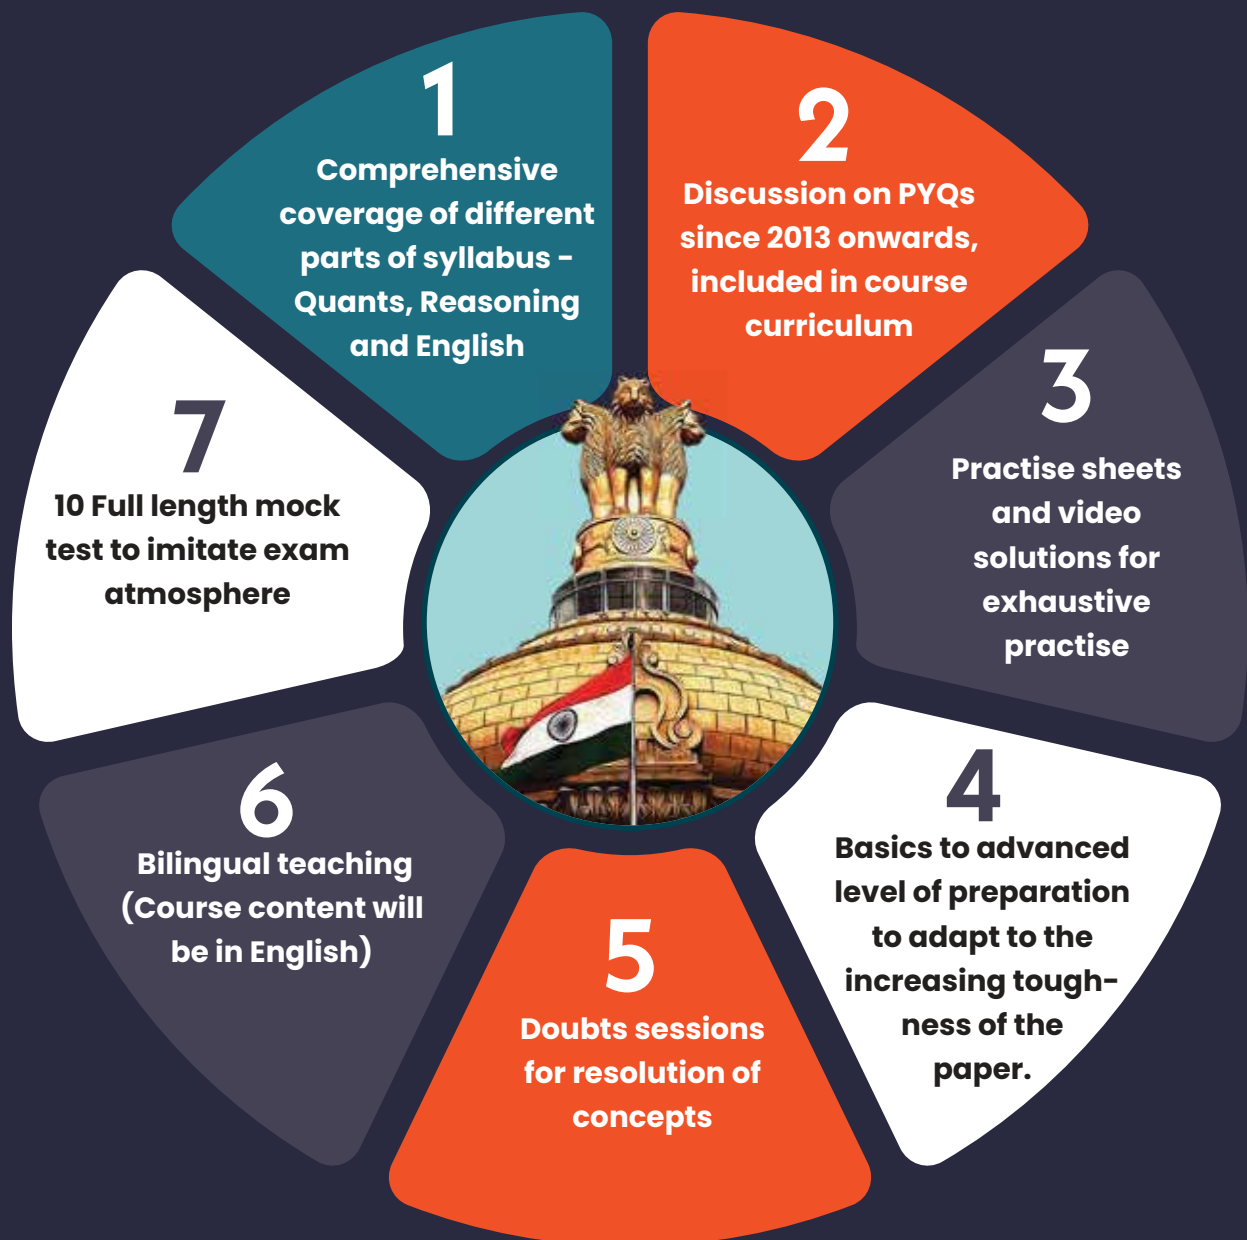 1
Comprehensive
coverage of different
parts of syllabus -
Quants, Reasoning
and English
2
Discussion on PYQs
since 2013 onwards,
included in course
curriculum
3
Practise sheets
and video
solutions for
exhaustive
practise
4
Basics to advanced
level of preparation
to adapt to the
increasing tough-
ness of the
paper.
5
Doubts sessions
for resolution of
concepts
6
Bilingual teaching
(Course content will
be in English)
7
10 Full length mock
test to imitate exam
atmosphere